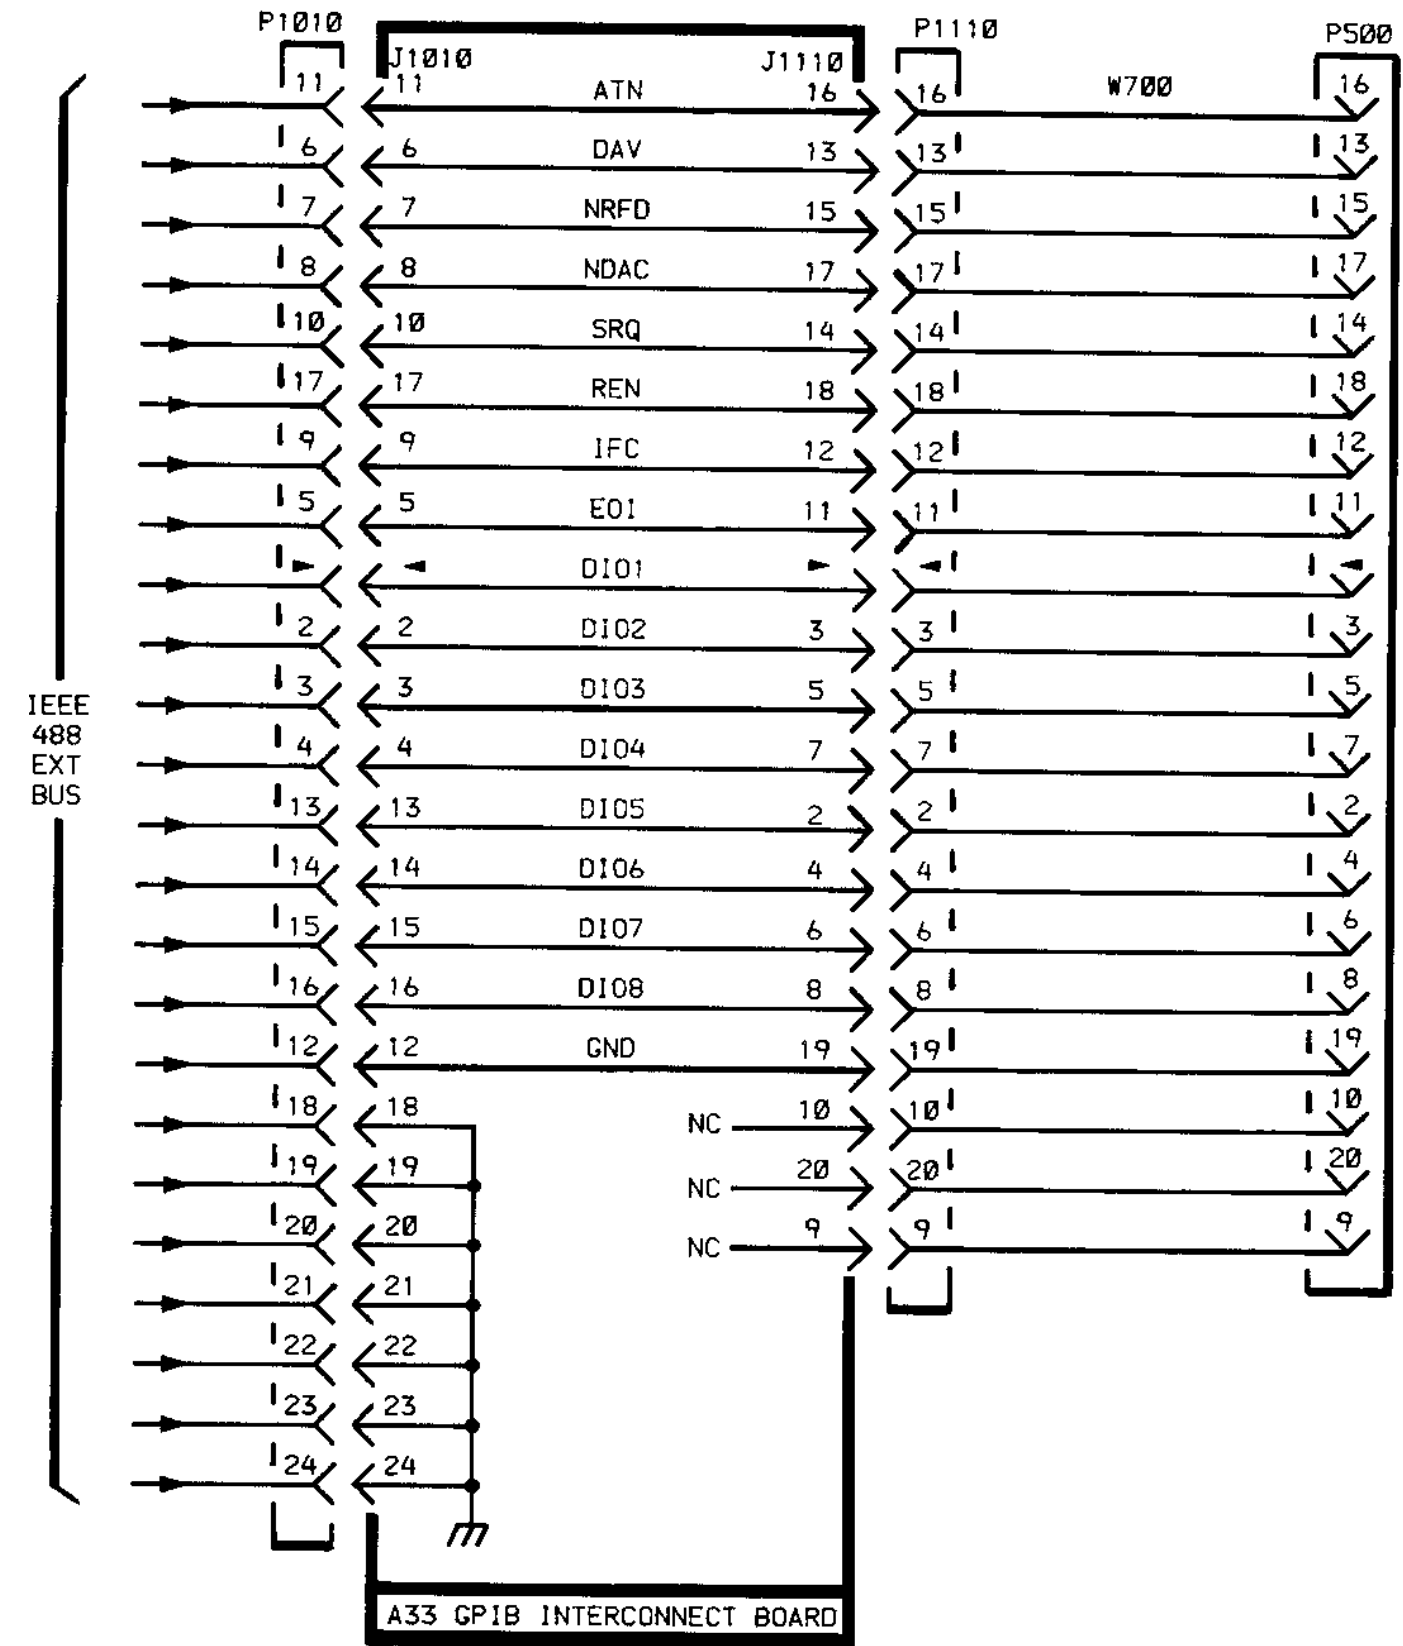 P1010 P1110 P500
J1010 J1110 W700
11 11 ATN 16 16 16
6 6 DAV 13 13 13
7 7 NRFD 15 15 15
8 8 NDAC 17 17 17
10 10 SRQ 14 14 14
17 17 REN 18 18 18
9 9 IFC 12 12 12
5 5 EOI 11 11 11
DIO1
2 2 DIO2 3 3 3
3 3 DIO3 5 5 5
4 4 DIO4 7 7 7
13 13 DIO5 2 2 2
14 14 DIO6 4 4 4
15 15 DIO7 6 6 6
16 16 DIO8 8 8 8
12 12 GND 19 19 19
18 18 NC 10 10 10
19 19 NC 20 20 20
20 20 NC 9 9 9
21 21
22 22
23 23
24 24
IEEE
488
EXT
BUS
A33 GPIB INTERCONNECT BOARD